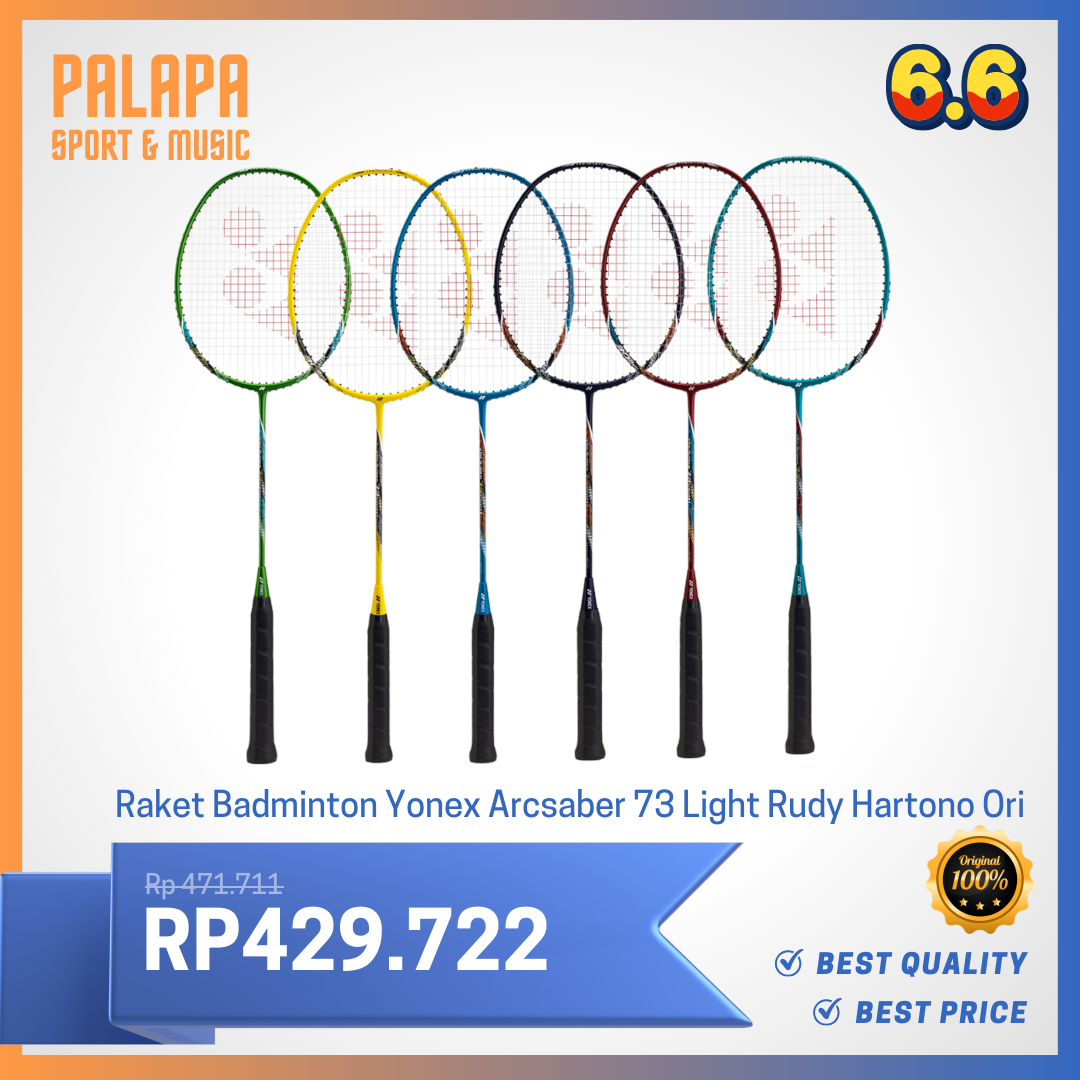 PALAPA
SPORT & MUSIC
6.6
Raket Badminton Yonex Arcsaber 73 Light Rudy Hartono Ori
Rp 471.711
RP429.722
Original
100%
BEST QUALITY
BEST PRICE